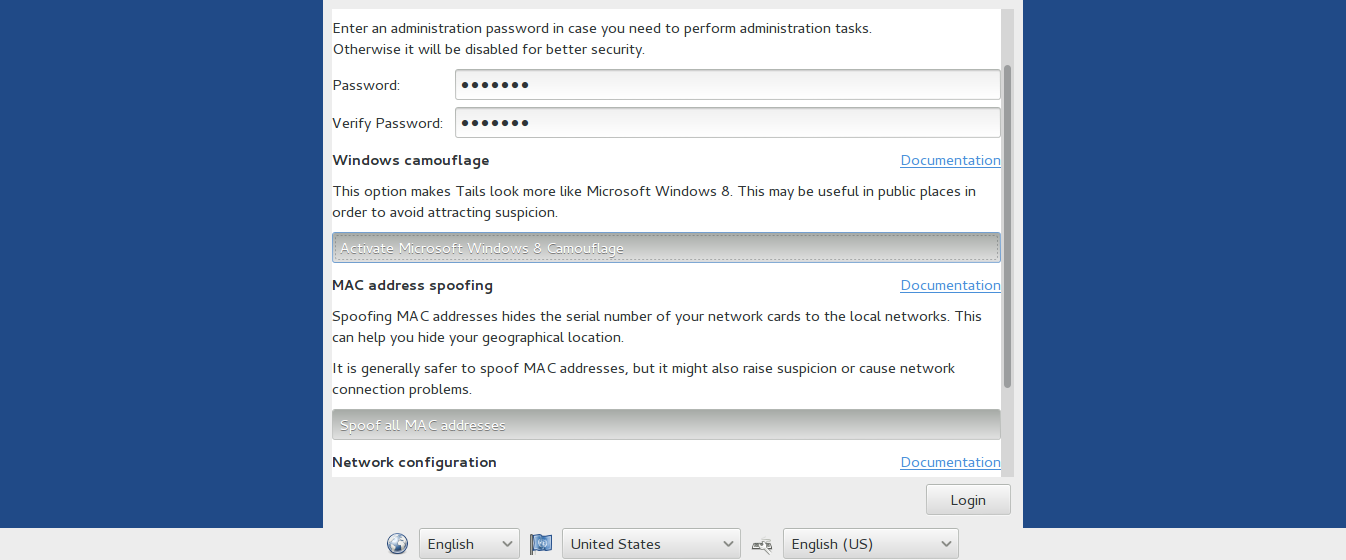 Enter an administration password in case you need to perform administration tasks.
Otherwise it will be disabled for better security.
Password: ●●●●●●●
Verify Password: ●●●●●●●
Windows camouflage Documentation
This option makes Tails look more like Microsoft Windows 8. This may be useful in public places in
order to avoid attracting suspicion.
Activate Microsoft Windows 8 Camouflage
MAC address spoofing Documentation
Spoofing MAC addresses hides the serial number of your network cards to the local networks. This
can help you hide your geographical location.
It is generally safer to spoof MAC addresses, but it might also raise suspicion or cause network
connection problems.
Spoof all MAC addresses
Network configuration Documentation
Login
English United States English (US)